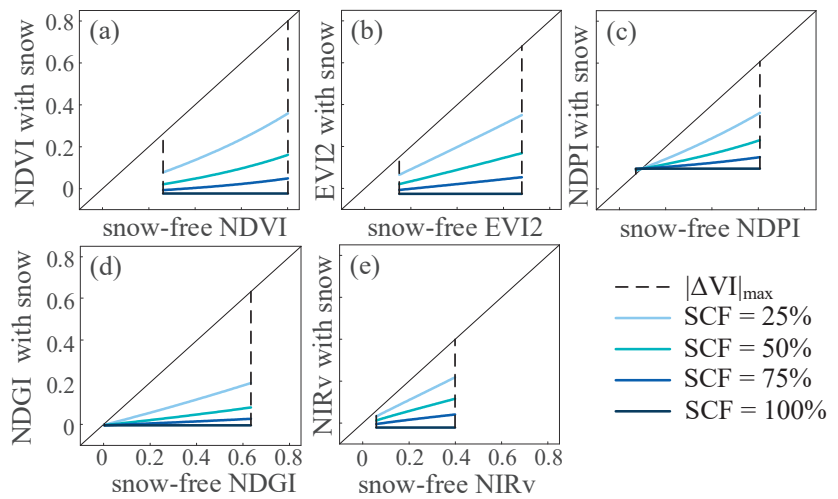 (a)
(b)
(c)
0.8
0.6
0.4
0.2
0
NDVI with snow
EVI2 with snow
NDPI with snow
snow-free NDVI
snow-free EVI2
snow-free NDPI
(d)
(e)
0.8
0.6
0.4
0.2
0
NDGI with snow
NIRv with snow
0 0.2 0.4 0.6 0.8
0 0.2 0.4 0.6 0.8
snow-free NDGI
snow-free NIRv
|ΔVI|max
SCF = 25%
SCF = 50%
SCF = 75%
SCF = 100%